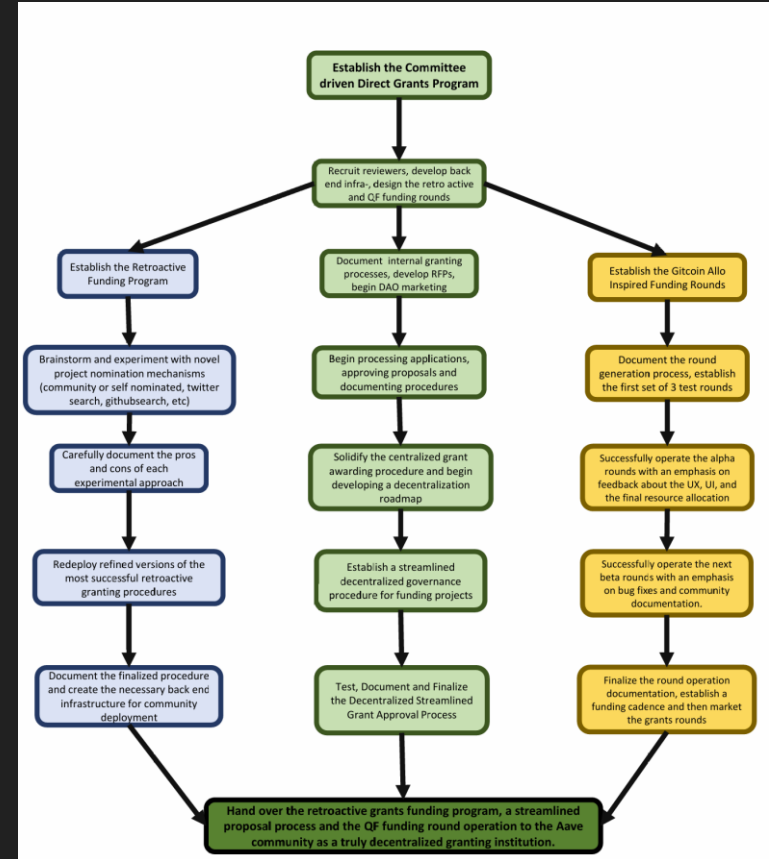 Establish the Committee
driven Direct Grants Program
Recruit reviewers, develop back
end infra-, design the retro active
and QF funding rounds
Establish the Retroactive
Funding Program
Document internal granting
processes, develop RFPs,
begin DAO marketing
Establish the Gitcoin Allo
Inspired Funding Rounds
Brainstorm and experiment with novel
project nomination mechanisms
(community or self nominated, twitter
search, githubsearch, etc)
Begin processing applications,
approving proposals and
documenting procedures
Document the round
generation process, establish
the first set of 3 test rounds
Carefully document the pros
and cons of each
experimental approach
Solidify the centralized grant
awarding procedure and begin
developing a decentralization
roadmap
Successfully operate the alpha
rounds with an emphasis on
feedback about the UX, UI, and
the final resource allocation
Redeploy refined versions of the
most successful retroactive
granting procedures
Establish a streamlined
decentralized governance
procedure for funding projects
Successfully operate the next
beta rounds with an emphasis
on bug fixes and community
documentation.
Document the finalized procedure
and create the necessary back end
infrastructure for community
deployment
Test, Document and Finalize
the Decentralized Streamlined
Grant Approval Process
Finalize the round operation
documentation, establish a
funding cadence and then market
the grants rounds
Hand over the retroactive grants funding program, a streamlined
proposal process and the QF funding round operation to the Aave
community as a truly decentralized granting institution.